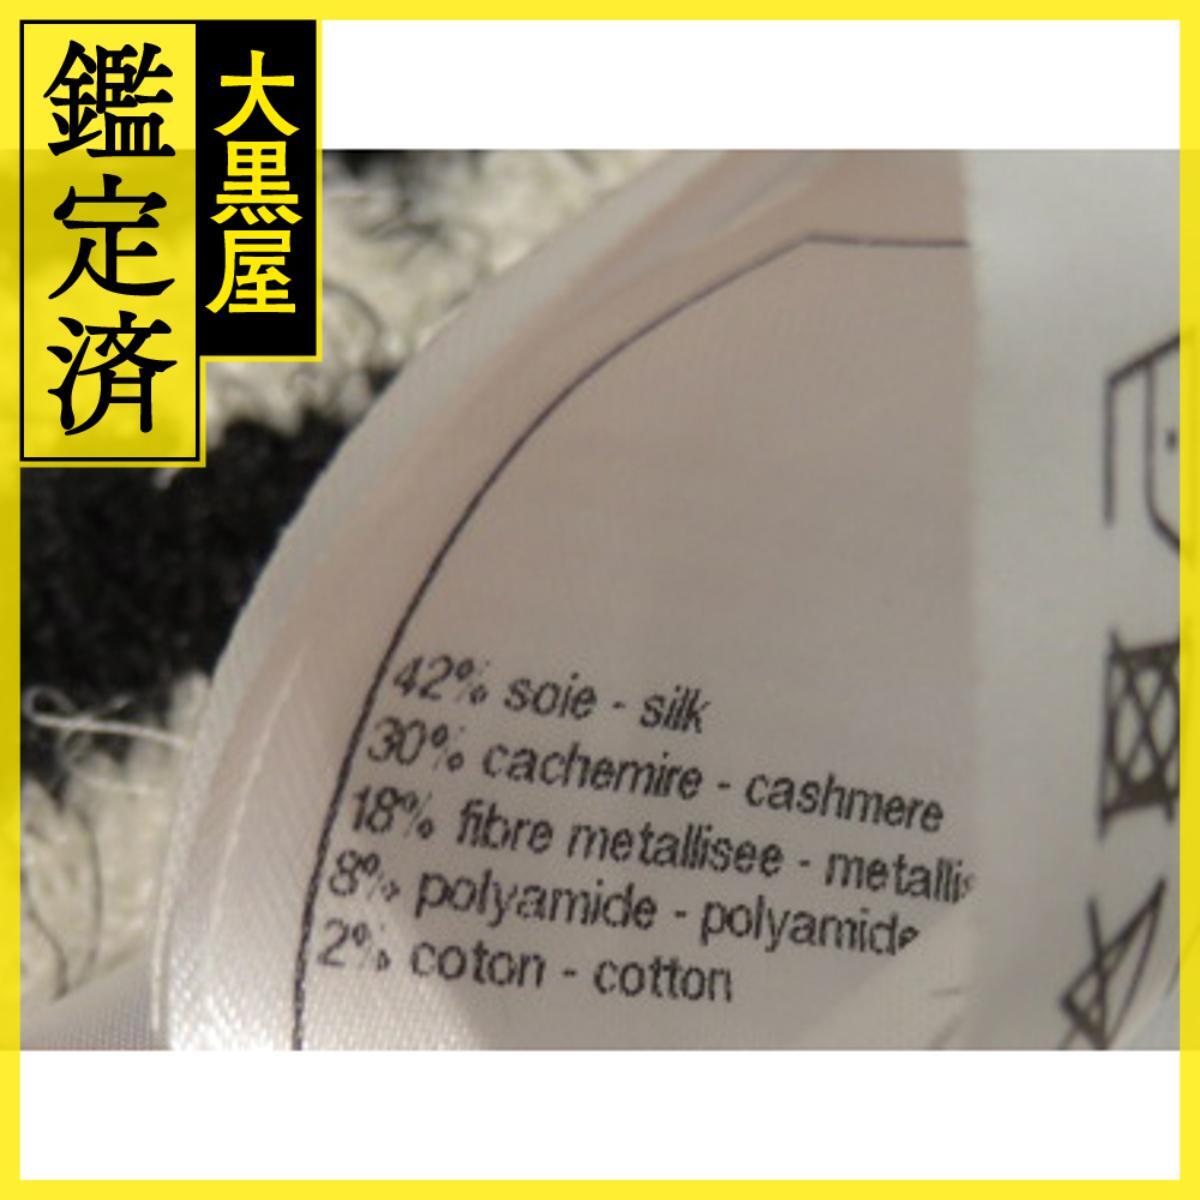 鑑定済
大黒屋
42% soie - silk
30% cachemire - cashmere
18% fibre metallisee - metallis
8% polyamide - polyamide
2% coton - cotton